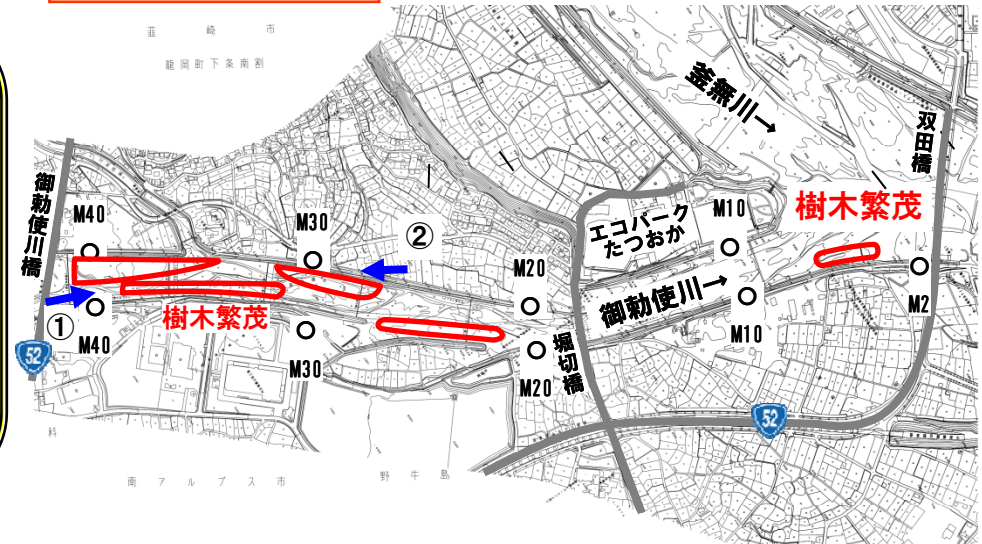 韮崎市
龍岡町下条南割
釜無川→
双田橋
御勅使川橋
M40
M30
②
エコパーク
たつおか
M10
樹木繁茂
M20
御勅使川→
M2
①
樹木繁茂
M40
M30
M20
堀切橋
M10
52
52
科
南アルプス市
野牛島